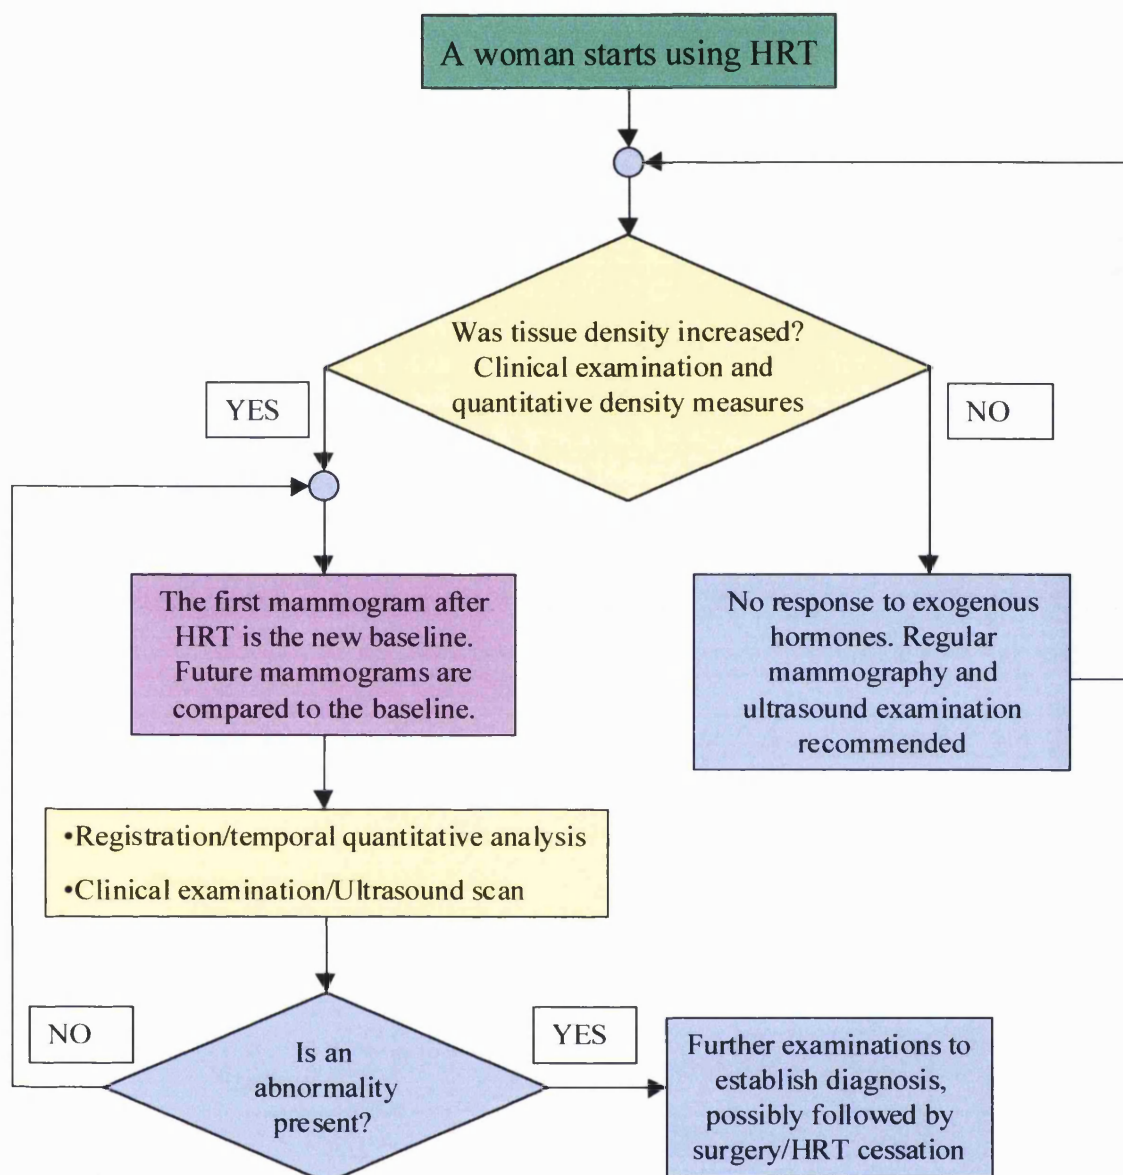 A woman starts using HRT
Was tissue density increased?
Clinical examination and
quantitative density measures
YES
NO
The first mammogram after
HRT is the new baseline.
Future mammograms are
compared to the baseline.
No response to exogenous
hormones. Regular
mammography and
ultrasound examination
recommended
•Registration/temporal quantitative analysis
•Clinical examination/Ultrasound scan
NO
Is an
abnormality
present?
YES
Further examinations to
establish diagnosis,
possibly followed by
surgery/HRT cessation